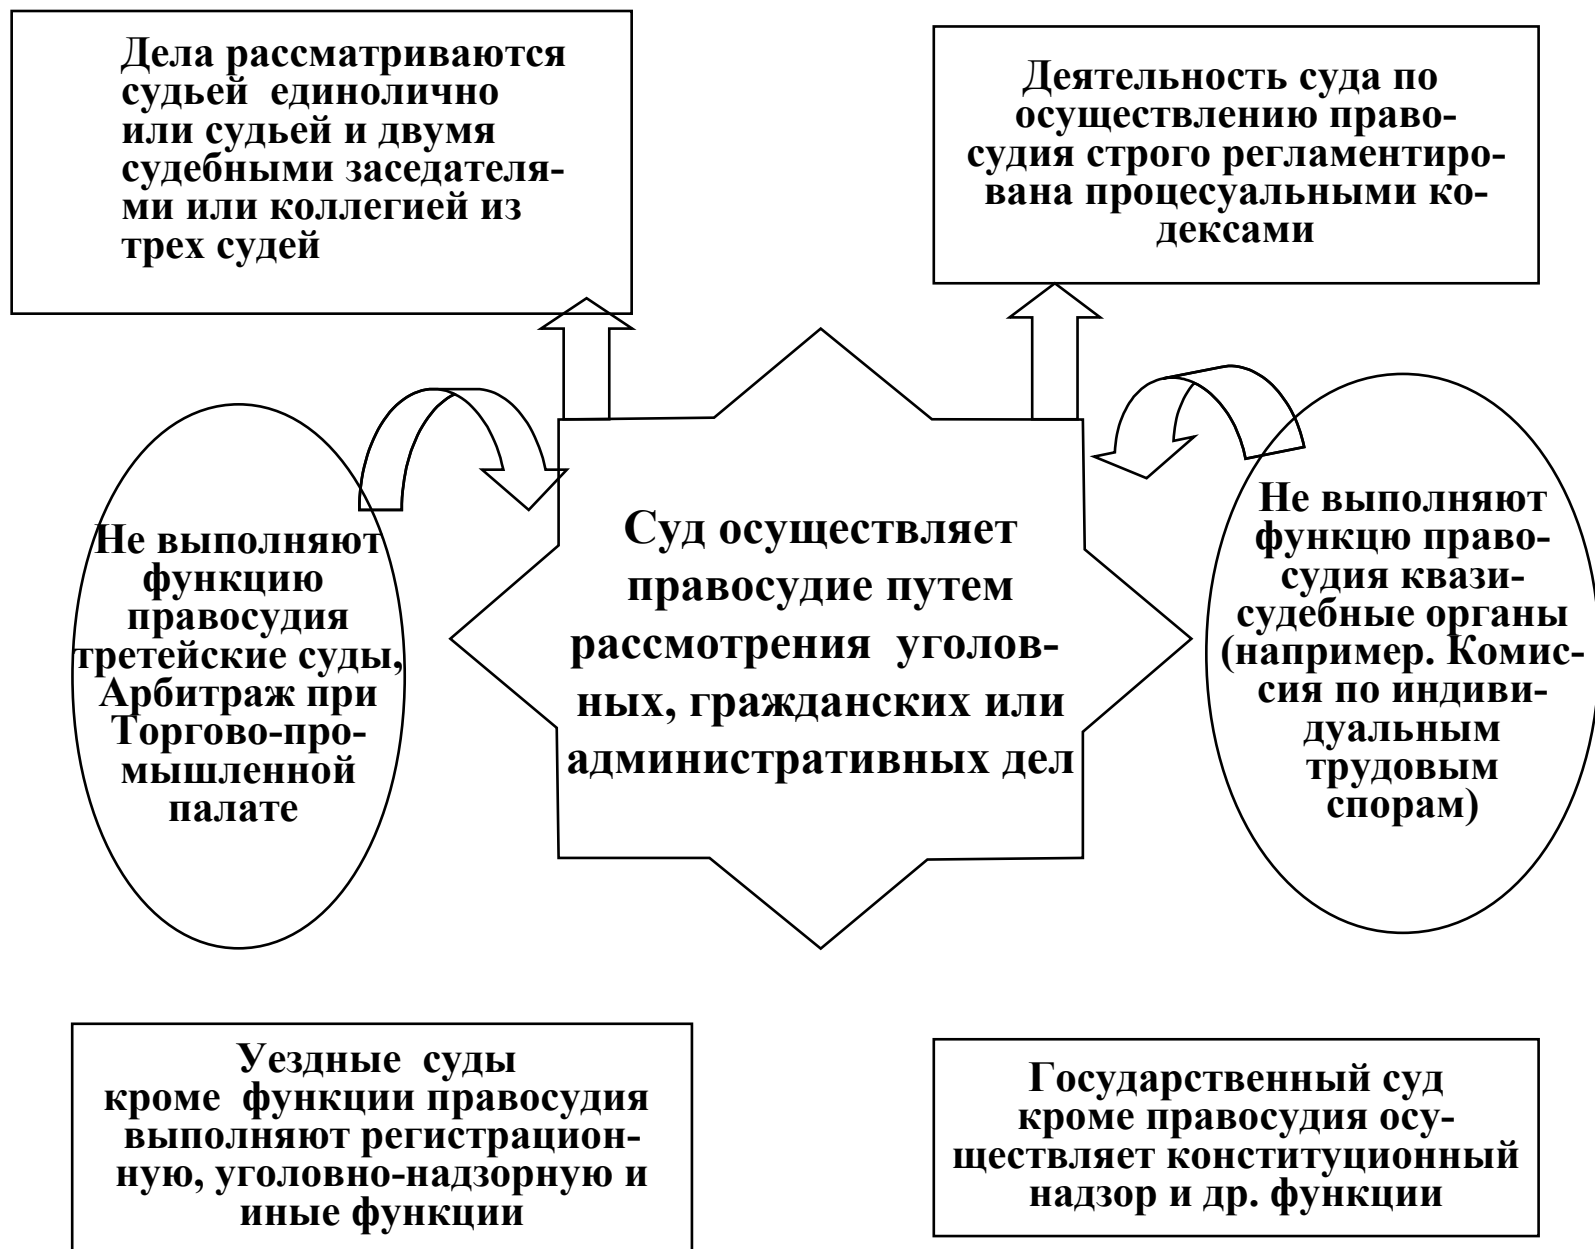 Дела рассматриваются
судьей единолично
или судьей и двумя
судебными заседателя-
ми или коллегией из
трех судей
Деятельность суда по
осуществлению право-
судия строго регламентиро-
вана процесуальными ко-
дексами
Не выполняют
функцию
правосудия
третейские суды,
Арбитраж при
Торгово-про-
мышленной
палате
Суд осуществляет
правосудие путем
рассмотрения уголов-
ных, гражданских или
административных дел
Не выполняют
функцю право-
судия квази-
судебные органы
(например. Комис-
сия по индиви-
дуальным
трудовым
спорам)
Уездные суды
кроме функции правосудия
выполняют регистрацион-
ную, уголовно-надзорную и
иные функции
Государственный суд
кроме правосудия осу-
ществляет конституционный
надзор и др. функции